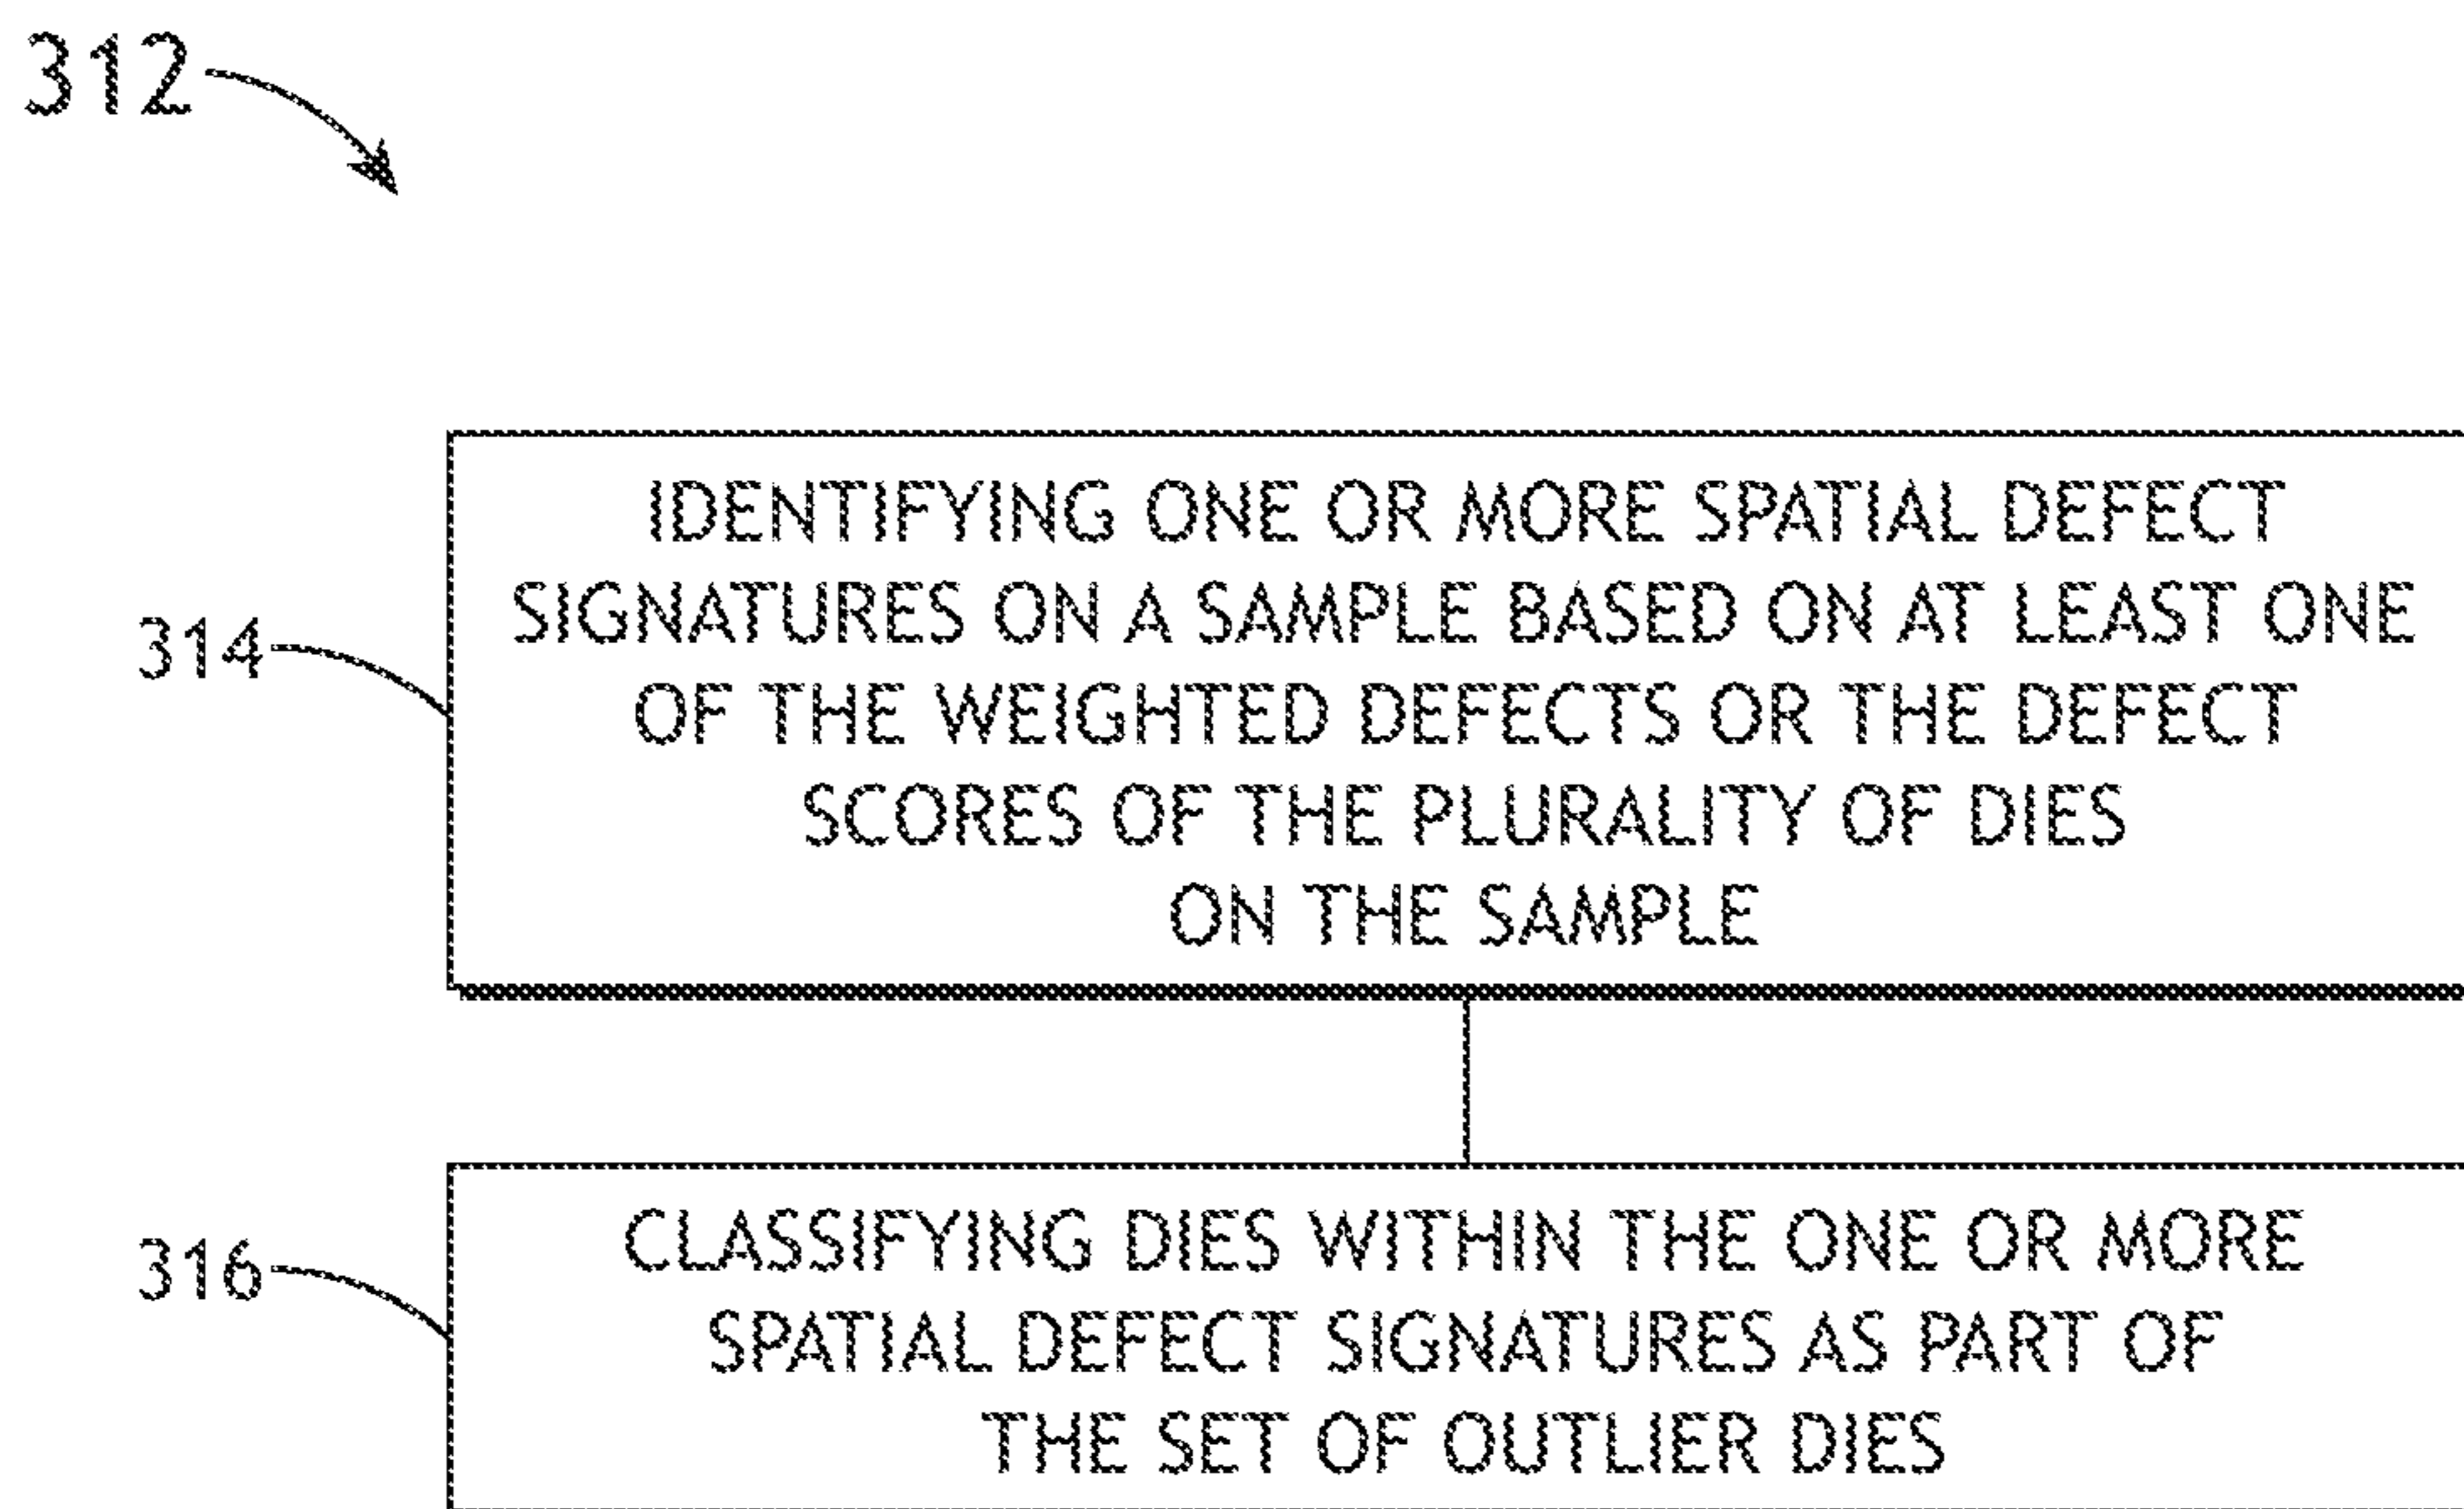 312
IDENTIFYING ONE OR MORE SPATIAL DEFECT
SIGNATURES ON A SAMPLE BASED ON AT LEAST ONE
314
OF THE WEIGHTED DEFECTS OR THE DEFECT
SCORES OF THE PLURALITY OF DIES
ON THE SAMPLE
316
CLASSIFYING DIES WITHIN THE ONE OR MORE
SPATIAL DEFECT SIGNATURES AS PART OF
THE SET OF OUTLIER DIES